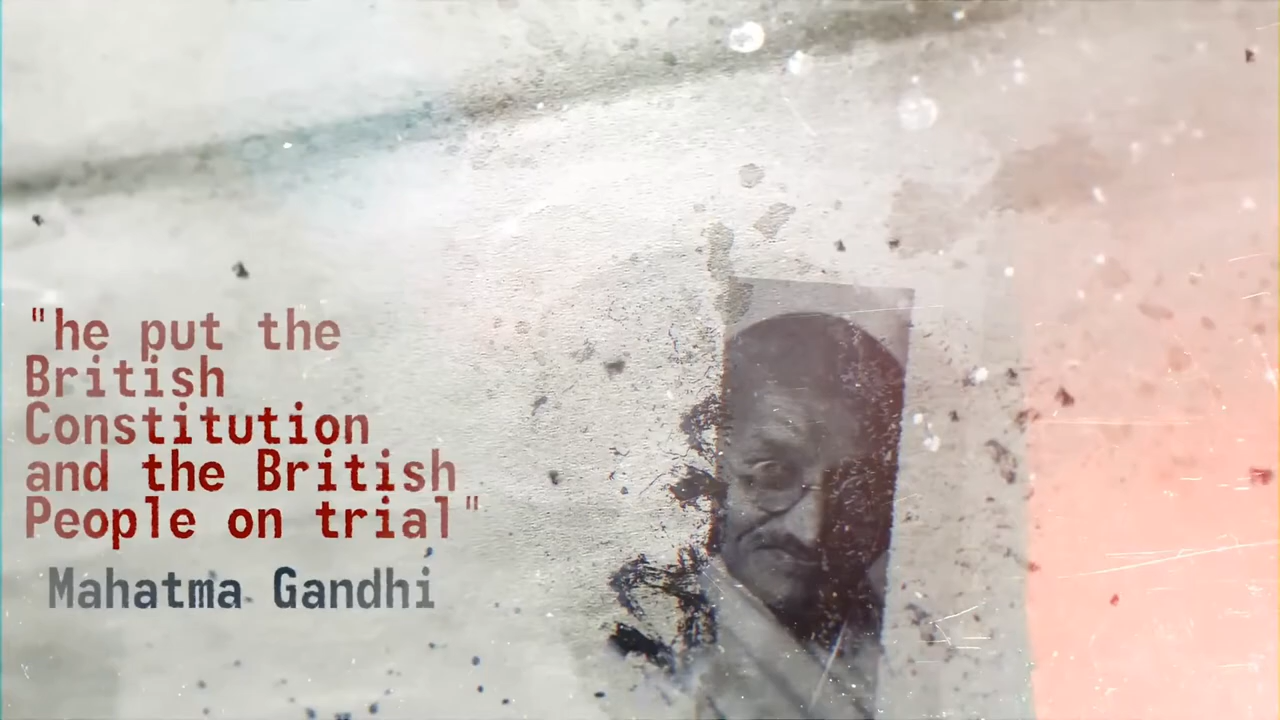 "he put the
British
Constitution
and the British
People on trial"
Mahatma Gandhi